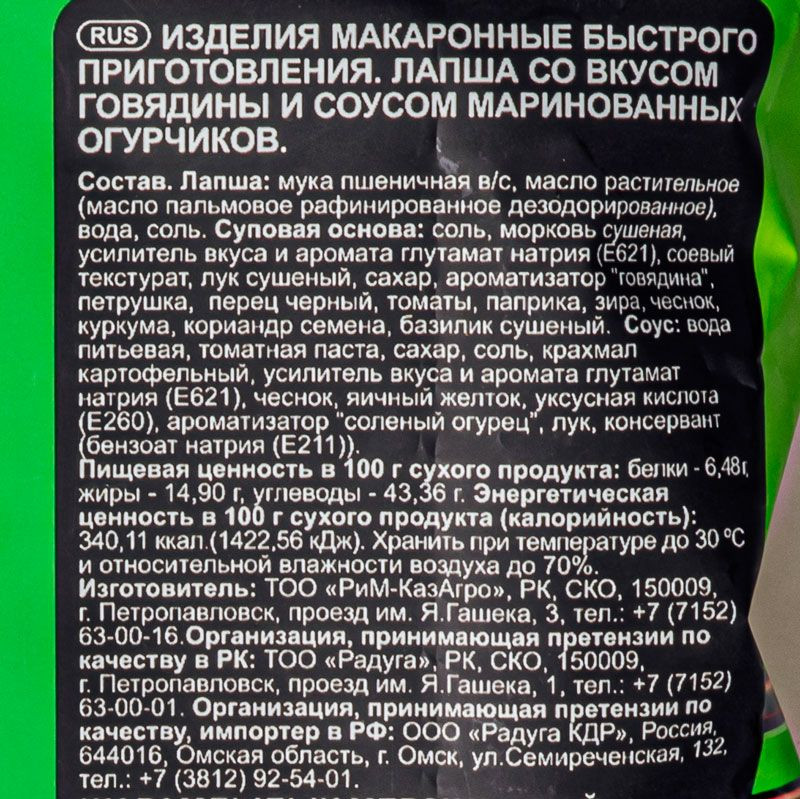 RUS ИЗДЕЛИЯ МАКАРОННЫЕ БЫСТРОГО
ПРИГОТОВЛЕНИЯ. ЛАПША СО ВКУСОМ
ГОВЯДИНЫ И СОУСОМ МАРИНОВАННЫХ
ОГУРЧИКОВ.
Состав. Лапша: мука пшеничная в/с, масло растительное
(масло пальмовое рафинированное дезодорированное),
вода, соль. Суповая основа: соль, морковь сушеная,
усилитель вкуса и аромата глутамат натрия (Е621), соевый
текстурат, лук сушеный, сахар, ароматизатор "говядина",
петрушка, перец черный, томаты, паприка, зира, чеснок,
куркума, кориандр семена, базилик сушеный. Соус: вода
питьевая, томатная паста, сахар, соль, крахмал
картофельный, усилитель вкуса и аромата глутамат
натрия (Е621), чеснок, яичный желток, уксусная кислота
(Е260), ароматизатор "соленый огурец", лук, консервант
(бензоат натрия (Е211)).
Пищевая ценность в 100 г сухого продукта: белки - 6,48г,
жиры - 14,90 г, углеводы - 43,36 г. Энергетическая
ценность в 100 г сухого продукта (калорийность):
340,11 ккал.(1422,56 кДж). Хранить при температуре до 30 °С
и относительной влажности воздуха до 70%.
Изготовитель: ТОО «РиМ-КазАгро», РК, СКО, 150009,
г. Петропавловск, проезд им. Я.Гашека, 3, тел.: +7 (7152)
63-00-16.Организация, принимающая претензии по
качеству в РК: ТОО «Радуга», РК, СКО, 150009,
г. Петропавловск, проезд им. Я.Гашека, 1, тел.: +7 (7152)
63-00-01. Организация, принимающая претензии по
качеству, импортер в РФ: ООО «Радуга КДР», Россия,
644016, Омская область, г. Омск, ул.Семиреченская, 132,
тел.: +7 (3812) 92-54-01.